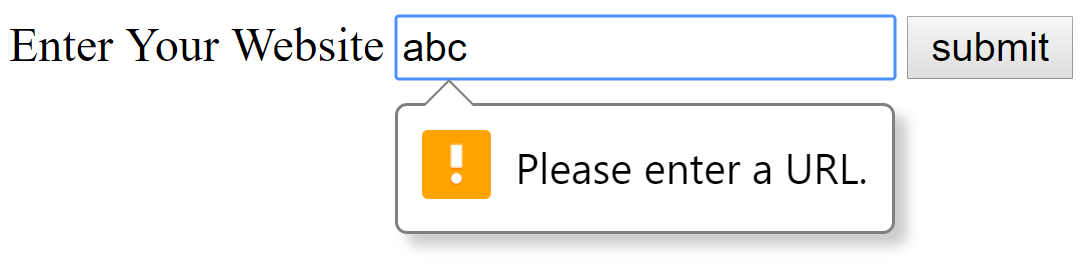 Enter Your Website abc submit
! Please enter a URL.